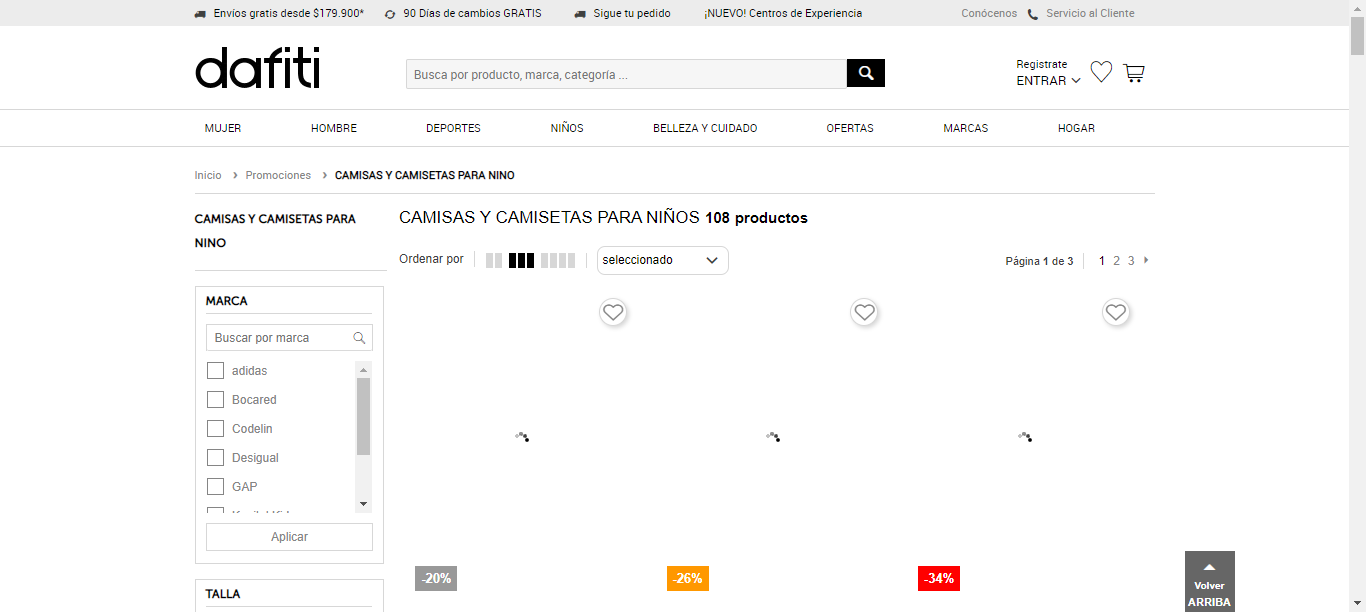 Envíos gratis desde $179.900* 90 Días de cambios GRATIS Sigue tu pedido ¡NUEVO! Centros de Experiencia Conócenos Servicio al Cliente
dafiti
Busca por producto, marca, categoría ...
Registrate
ENTRAR
MUJER HOMBRE DEPORTES NIÑOS BELLEZA Y CUIDADO OFERTAS MARCAS HOGAR
Inicio > Promociones > CAMISAS Y CAMISETAS PARA NINO
CAMISAS Y CAMISETAS PARA
NINO
CAMISAS Y CAMISETAS PARA NIÑOS 108 productos
Ordenar por seleccionado Página 1 de 3 1 2 3
MARCA
Buscar por marca
adidas
Bocared
Codelin
Desigual
GAP
Aplicar
TALLA
-20% -26% -34%
Volver
ARRIBA